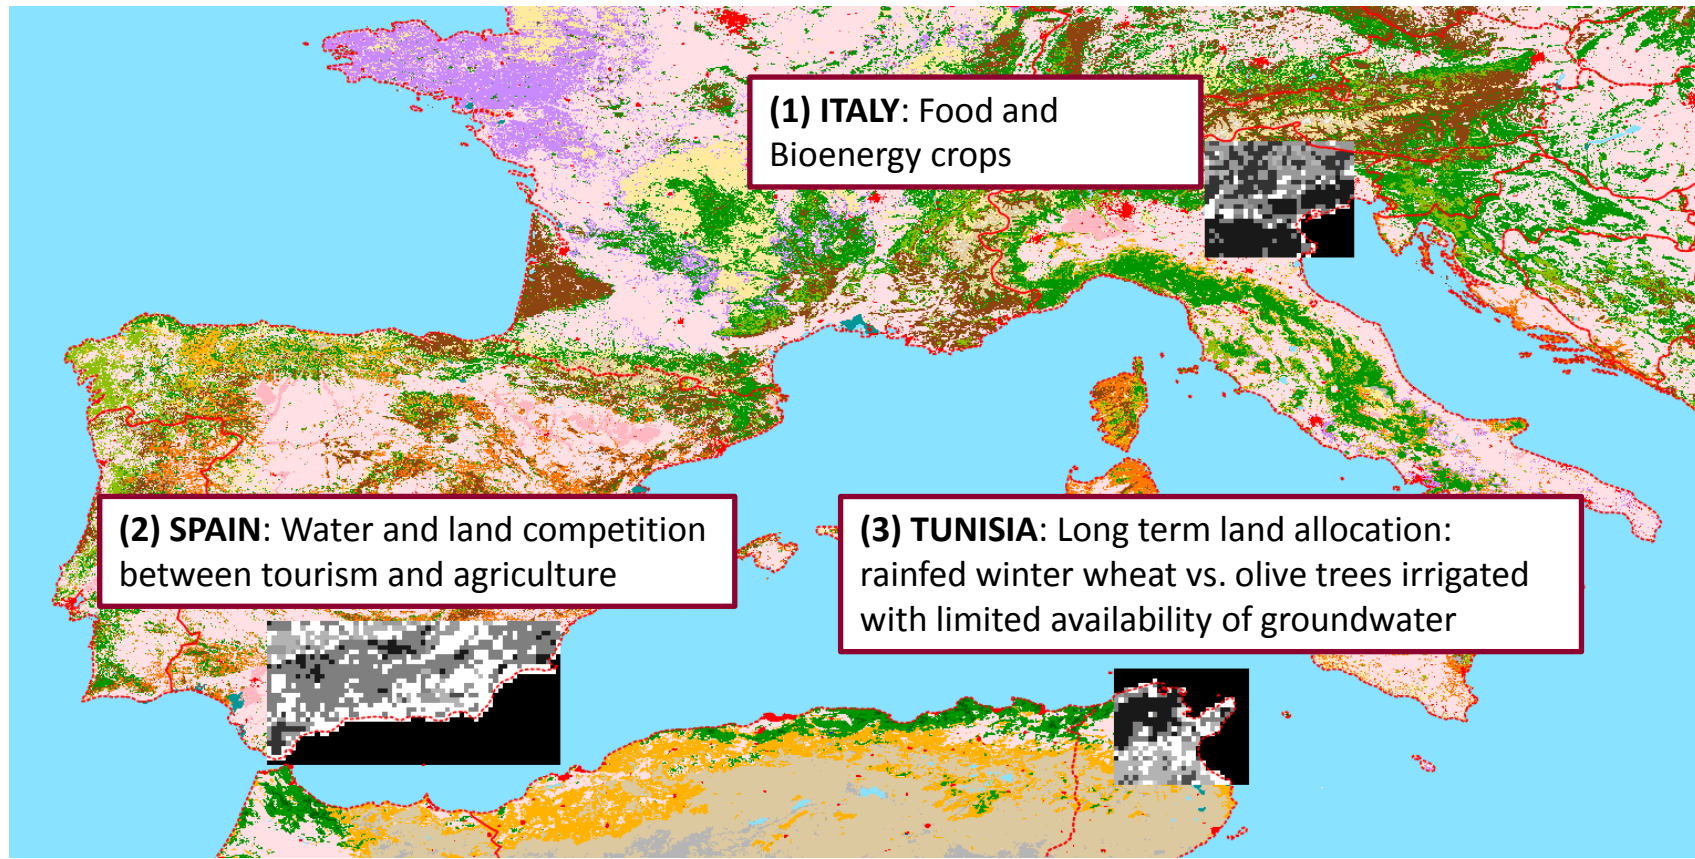 (1) ITALY: Food and
Bioenergy crops
(2) SPAIN: Water and land competition
between tourism and agriculture
(3) TUNISIA: Long term land allocation:
rainfed winter wheat vs. olive trees irrigated
with limited availability of groundwater